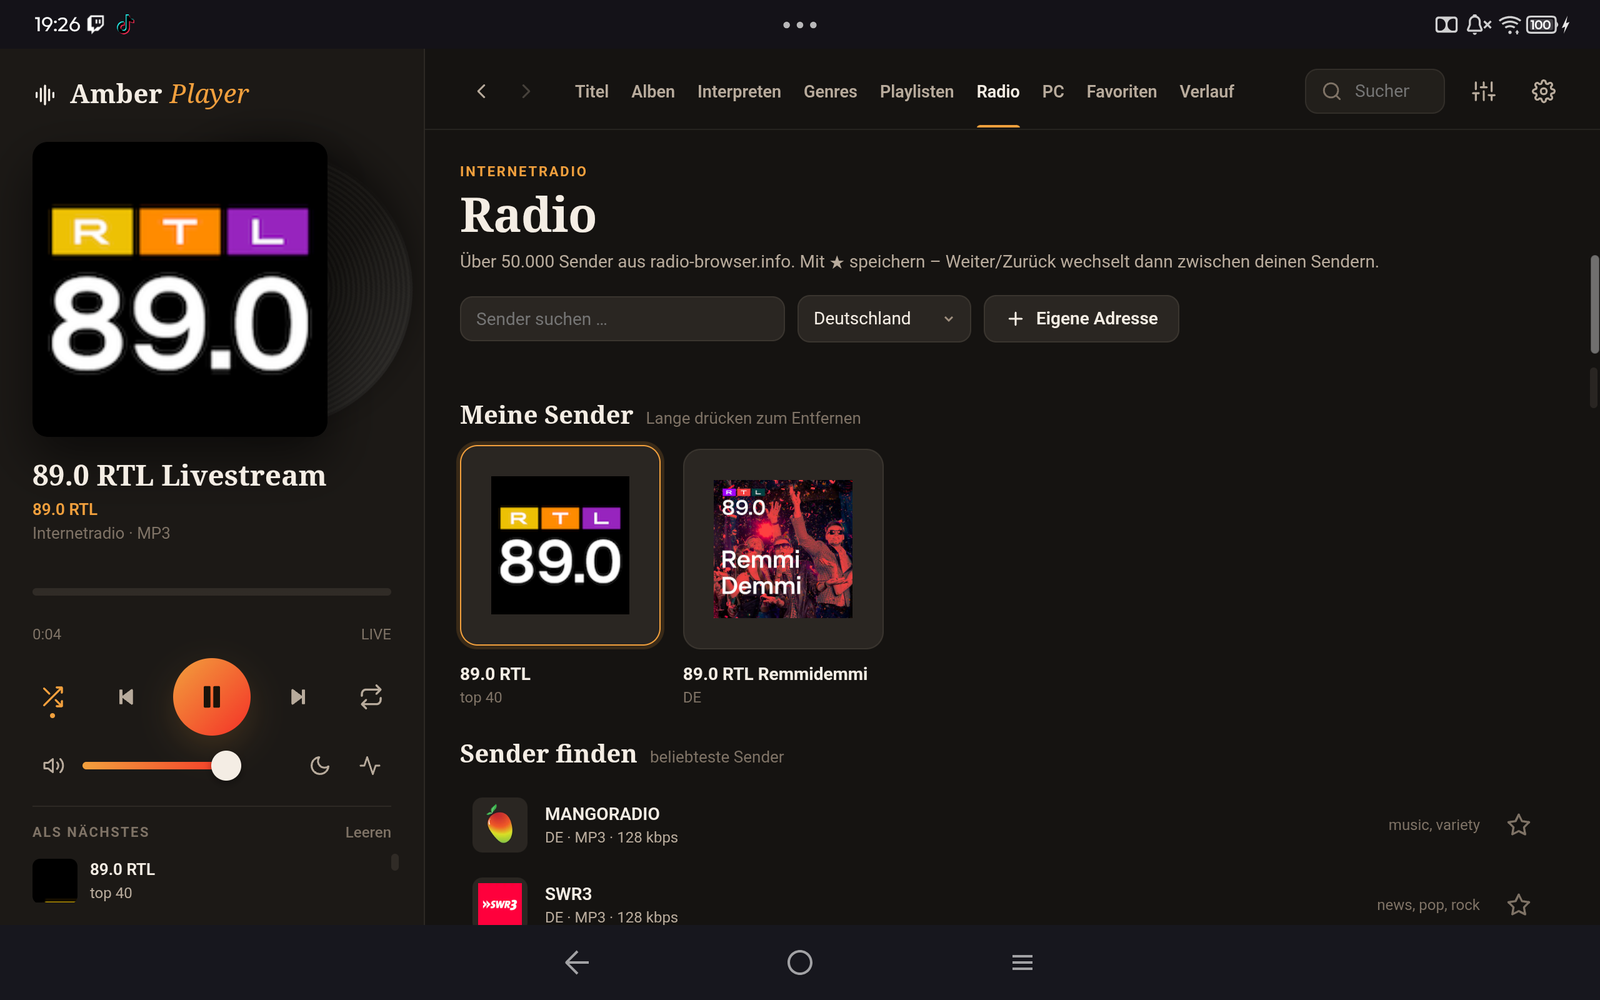 19:26
100
Amber Player
Titel Alben Interpreten Genres Playlisten Radio PC Favoriten Verlauf
Sucher
RTL
89.0
89.0 RTL Livestream
89.0 RTL
Internetradio · MP3
0:04 LIVE
ALS NÄCHSTES Leeren
89.0 RTL
top 40
INTERNETRADIO
Radio
Über 50.000 Sender aus radio-browser.info. Mit ★ speichern – Weiter/Zurück wechselt dann zwischen deinen Sendern.
Sender suchen ...
Deutschland
+ Eigene Adresse
Meine Sender Lange drücken zum Entfernen
RTL
89.0
89.0 RTL
top 40
RTL
89.0
Remmi
Demmi
89.0 RTL Remmidemmi
DE
Sender finden beliebteste Sender
MANGORADIO
DE · MP3 · 128 kbps
music, variety
»SWR3
SWR3
DE · MP3 · 128 kbps
news, pop, rock